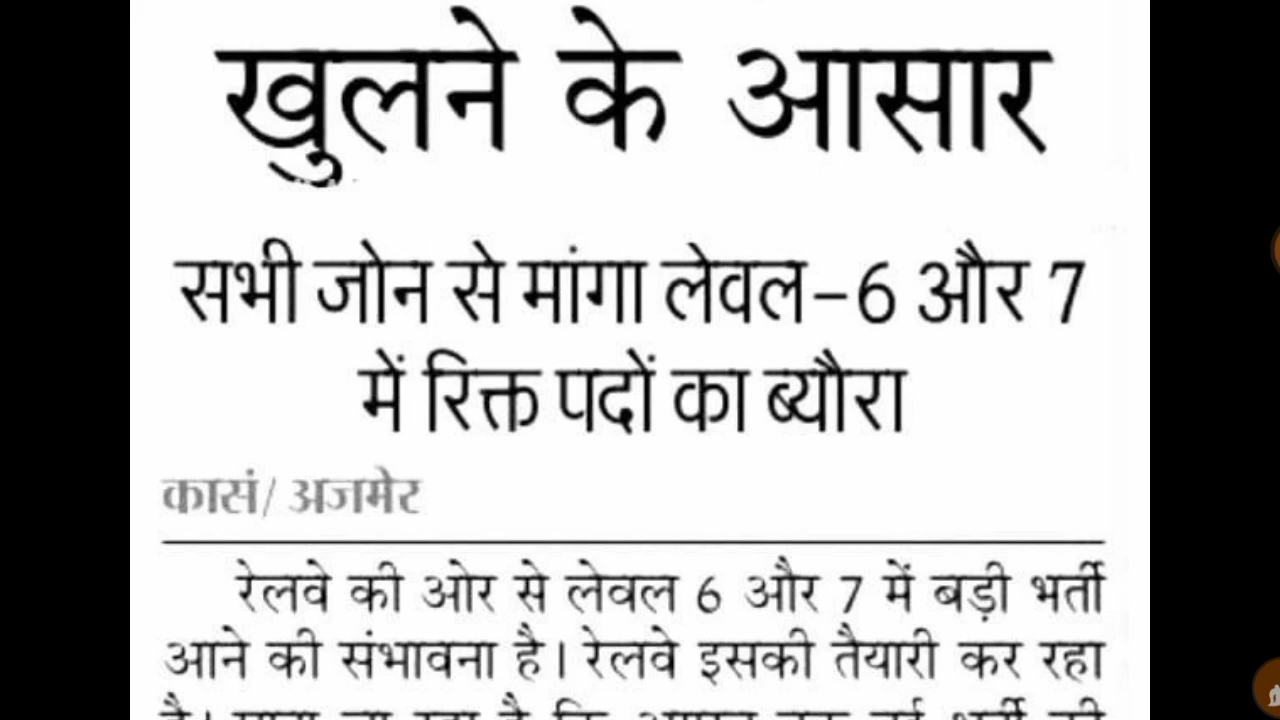 खुलने के आसार
सभी जोन से मांगा लेवल-6 और 7
में रिक्त पदों का ब्यौरा
कासं/ अजमेर
रेलवे की ओर से लेवल 6 और 7 में बड़ी भर्ती
आने की संभावना है। रेलवे इसकी तैयारी कर रहा